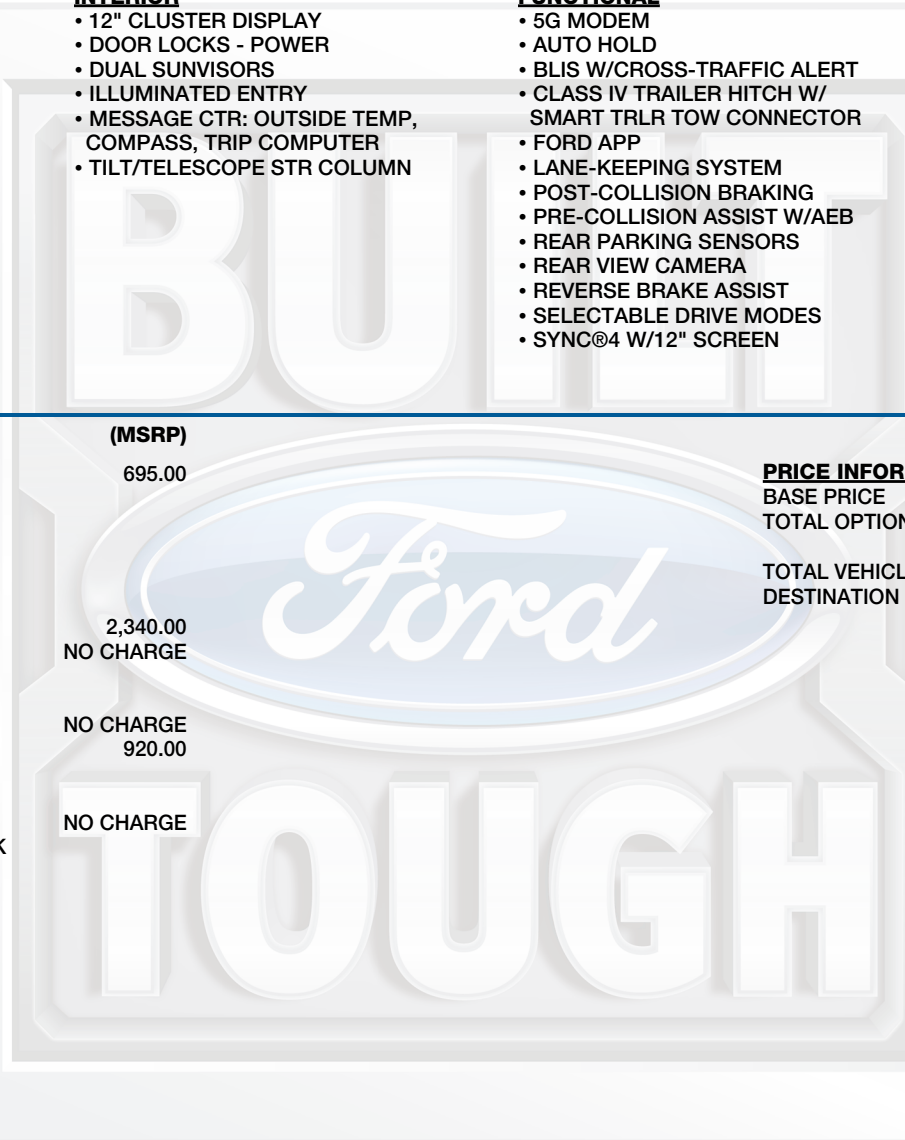 INTERIOR
• 12" CLUSTER DISPLAY
• DOOR LOCKS - POWER
• DUAL SUNVISORS
• ILLUMINATED ENTRY
• MESSAGE CTR: OUTSIDE TEMP,
COMPASS, TRIP COMPUTER
• TILT/TELESCOPE STR COLUMN
FUNCTIONAL
• 5G MODEM
• AUTO HOLD
• BLIS W/CROSS-TRAFFIC ALERT
• CLASS IV TRAILER HITCH W/
SMART TRLR TOW CONNECTOR
• FORD APP
• LANE-KEEPING SYSTEM
• POST-COLLISION BRAKING
• PRE-COLLISION ASSIST W/AEB
• REAR PARKING SENSORS
• REAR VIEW CAMERA
• REVERSE BRAKE ASSIST
• SELECTABLE DRIVE MODES
• SYNC®4 W/12" SCREEN
BUILT
(MSRP)
695.00
2,340.00
NO CHARGE
NO CHARGE
920.00
NO CHARGE
K
PRICE INFOR
BASE PRICE
TOTAL OPTION
TOTAL VEHICL
DESTINATION
Ford
TOUGH